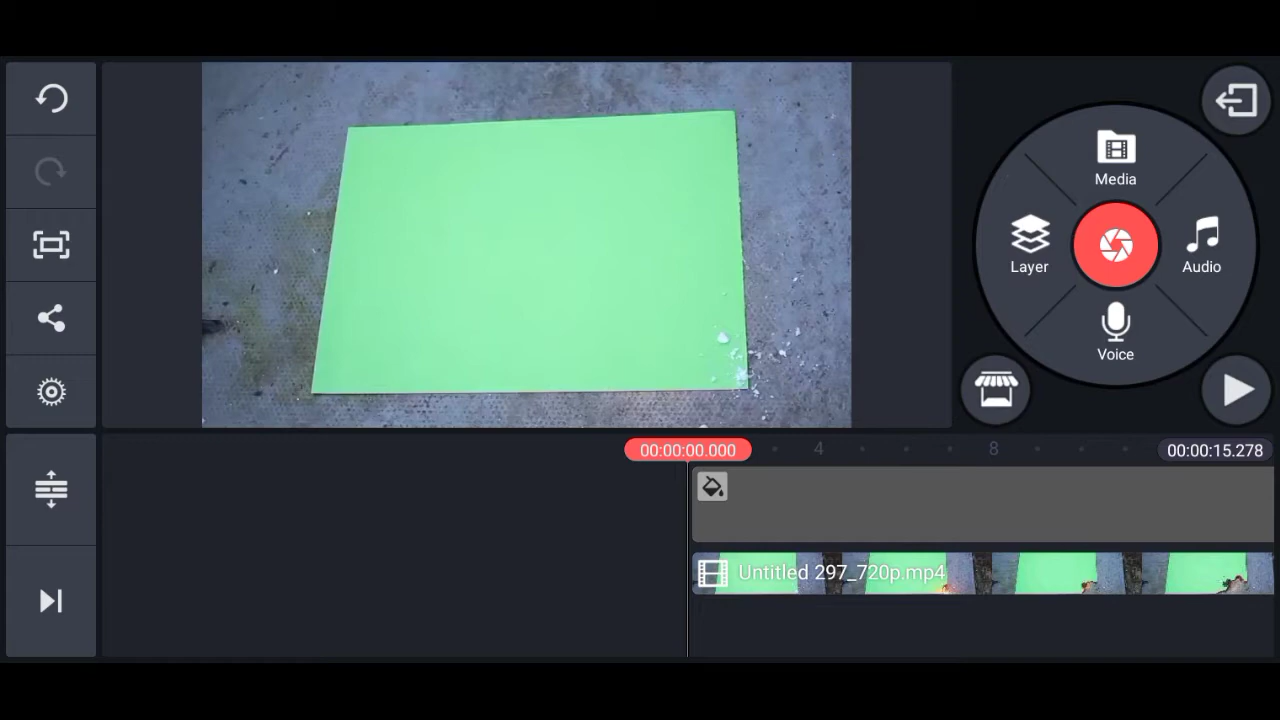 Media
Layer
Audio
Voice
00:00:00.000
4
8
00:00:15.278
Untitled 297_720p.mp4